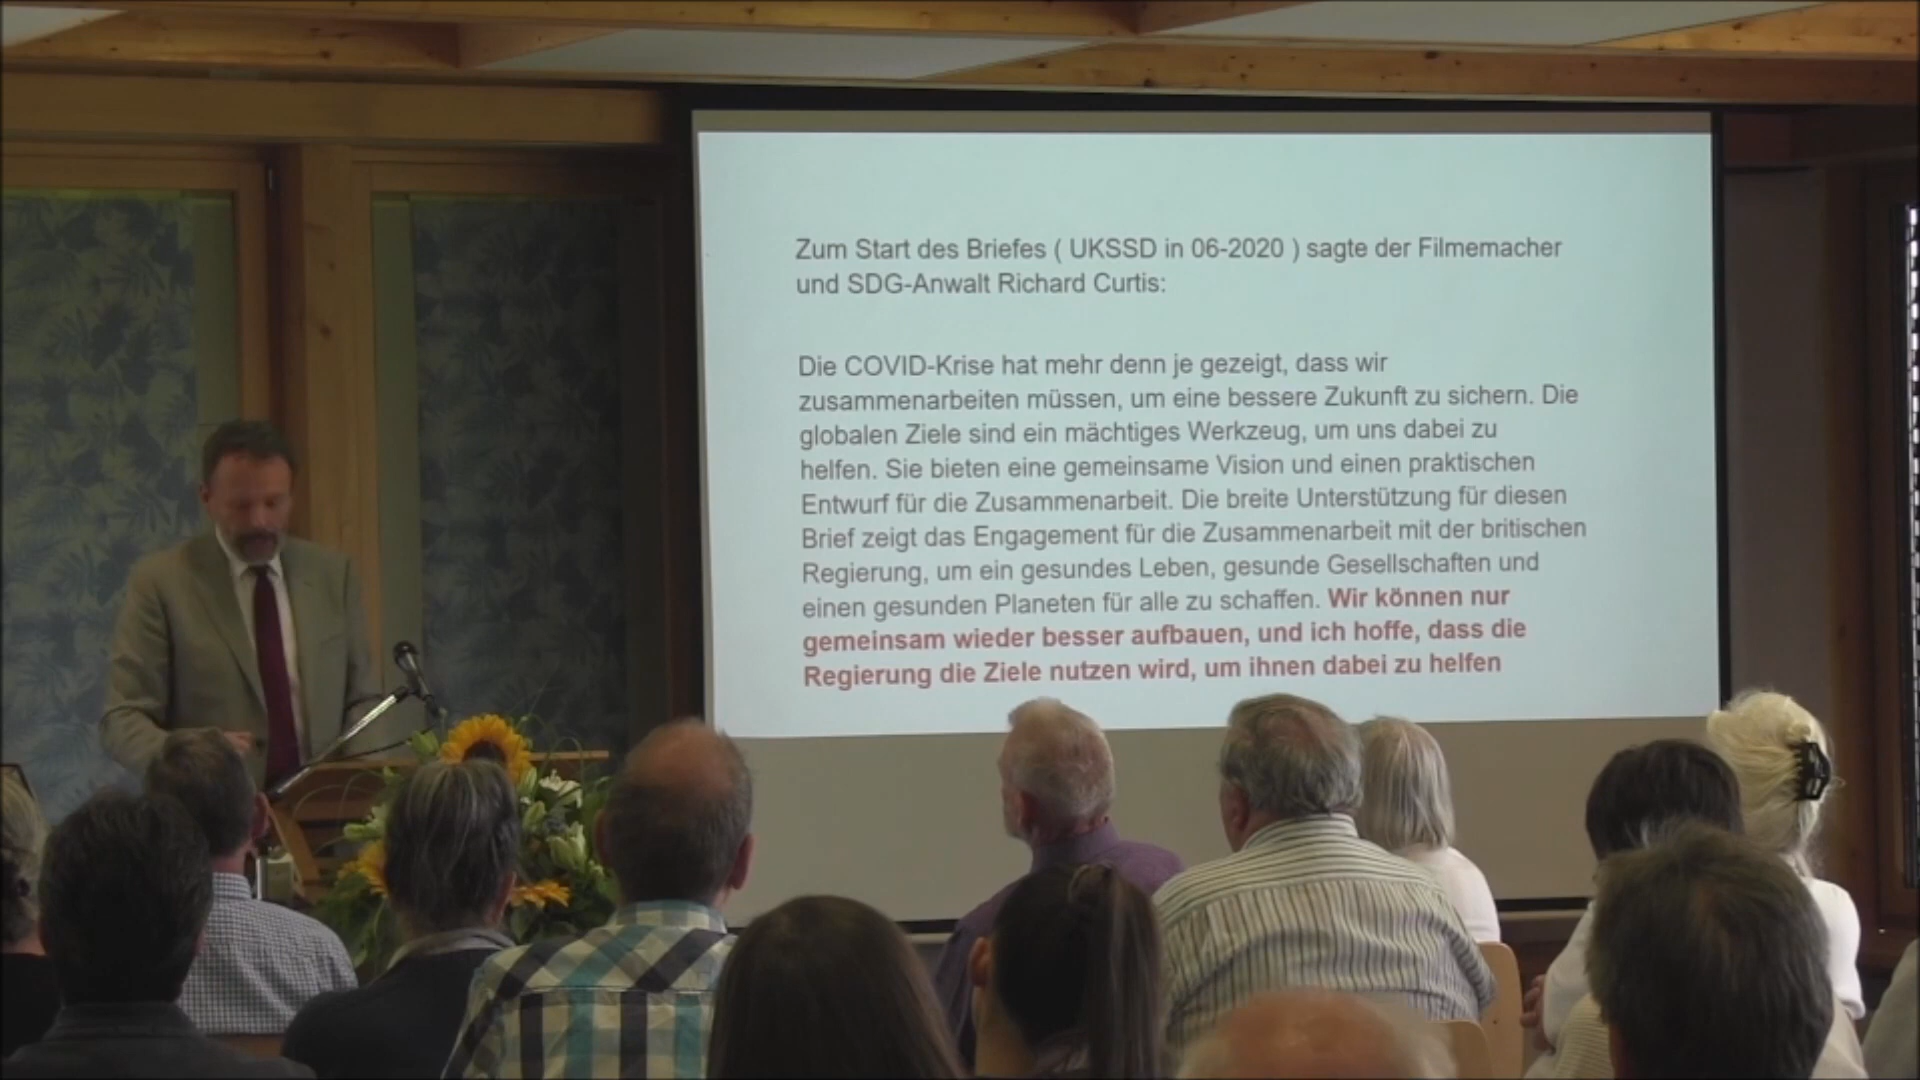 Zum Start des Briefes ( UKSSD in 06-2020 ) sagte der Filmemacher
und SDG-Anwalt Richard Curtis:
Die COVID-Krise hat mehr denn je gezeigt, dass wir
zusammenarbeiten müssen, um eine bessere Zukunft zu sichern. Die
globalen Ziele sind ein mächtiges Werkzeug, um uns dabei zu
helfen. Sie bieten eine gemeinsame Vision und einen praktischen
Entwurf für die Zusammenarbeit. Die breite Unterstützung für diesen
Brief zeigt das Engagement für die Zusammenarbeit mit der britischen
Regierung, um ein gesundes Leben, gesunde Gesellschaften und
einen gesunden Planeten für alle zu schaffen. Wir können nur
gemeinsam wieder besser aufbauen, und ich hoffe, dass die
Regierung die Ziele nutzen wird, um ihnen dabei zu helfen